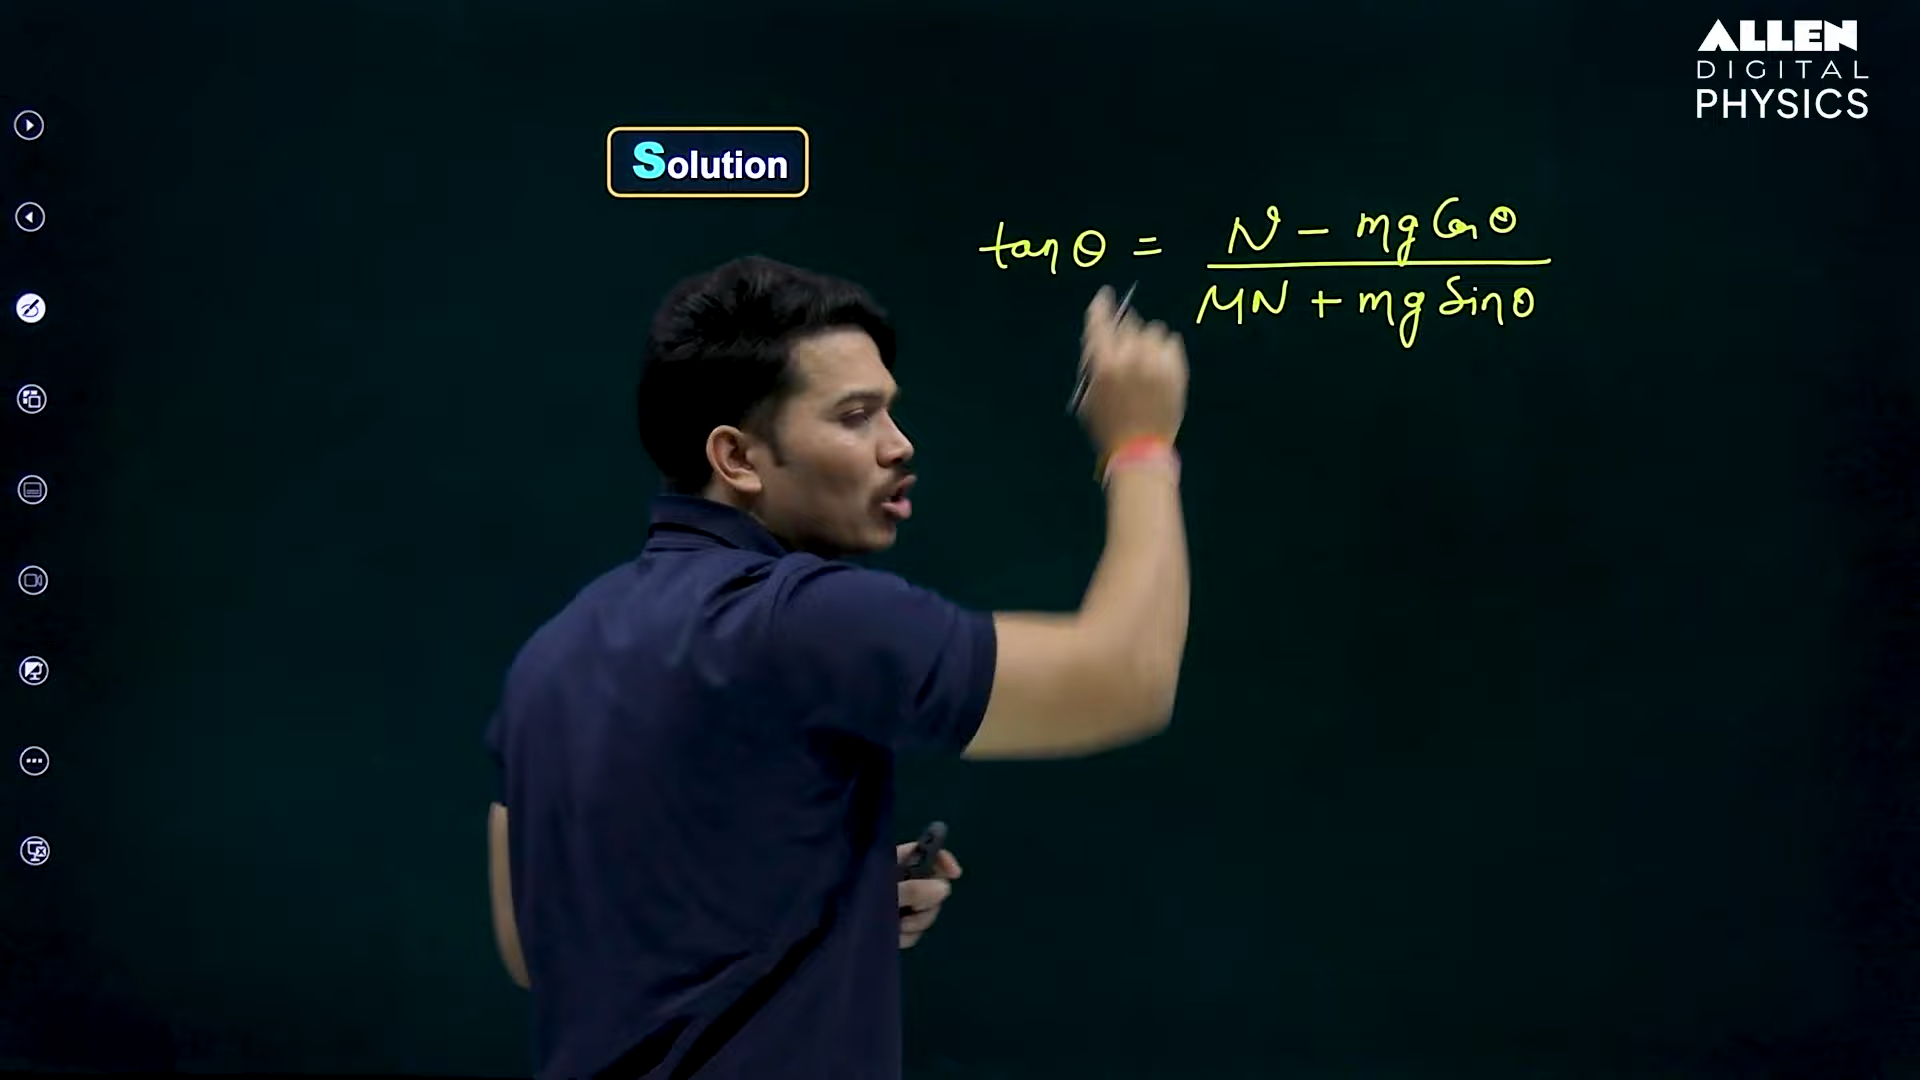 ALLEN
DIGITAL
PHYSICS
Solution
tan θ = (N − mg Cos θ) / (μN + mg Sin θ)